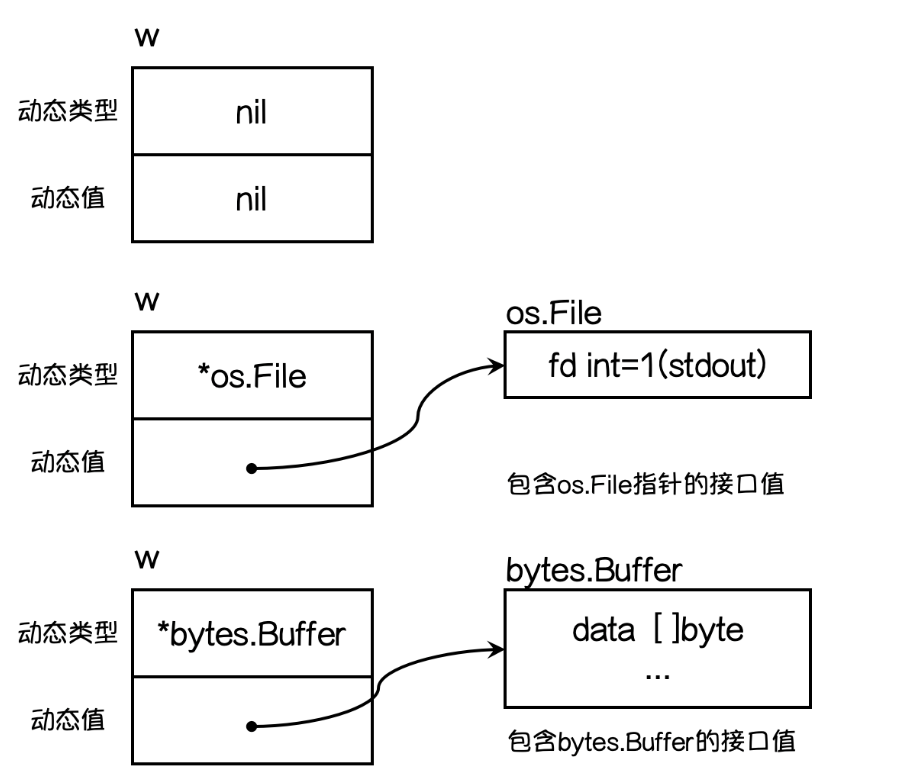 w
动态类型 nil
动态值 nil
w
os.File
动态类型 *os.File fd int=1(stdout)
动态值
包含os.File指针的接口值
w
bytes.Buffer
动态类型 *bytes.Buffer data [ ]byte
...
动态值
包含bytes.Buffer的接口值